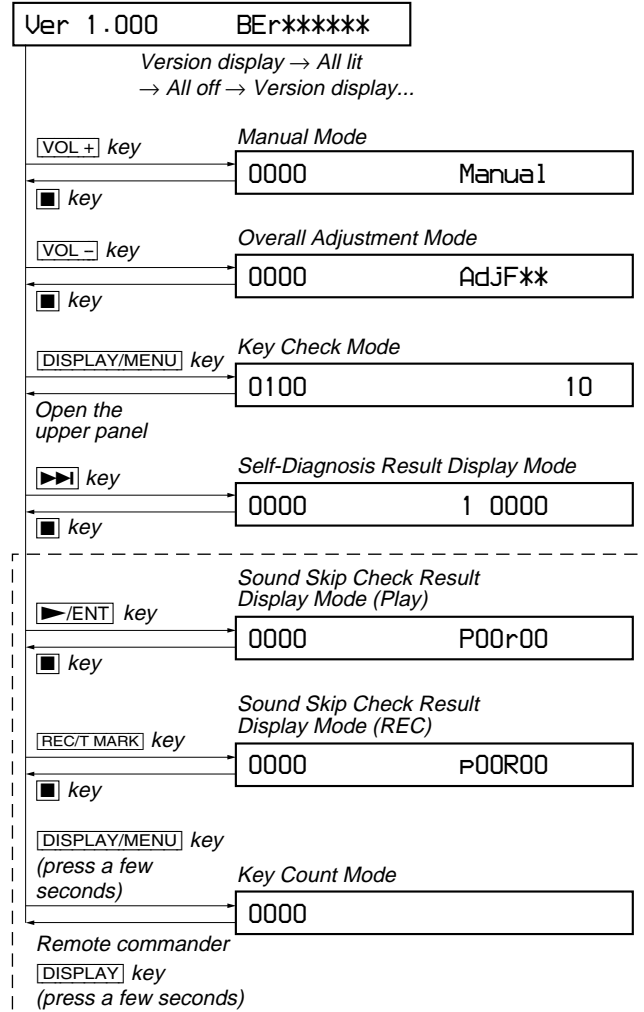 Ver 1.000 BEr******
Version display → All lit
→ All off → Version display...
VOL + key
Manual Mode
0000 Manual
■ key
VOL – key
Overall Adjustment Mode
0000 AdjF**
■ key
DISPLAY/MENU key
Key Check Mode
0100 10
Open the
upper panel
▶▶I key
Self-Diagnosis Result Display Mode
0000 1 0000
■ key
▶/ENT key
Sound Skip Check Result
Display Mode (Play)
0000 P00r00
■ key
REC/T MARK key
Sound Skip Check Result
Display Mode (REC)
0000 p00R00
■ key
DISPLAY/MENU key
(press a few
seconds)
Key Count Mode
0000
Remote commander
DISPLAY key
(press a few seconds)